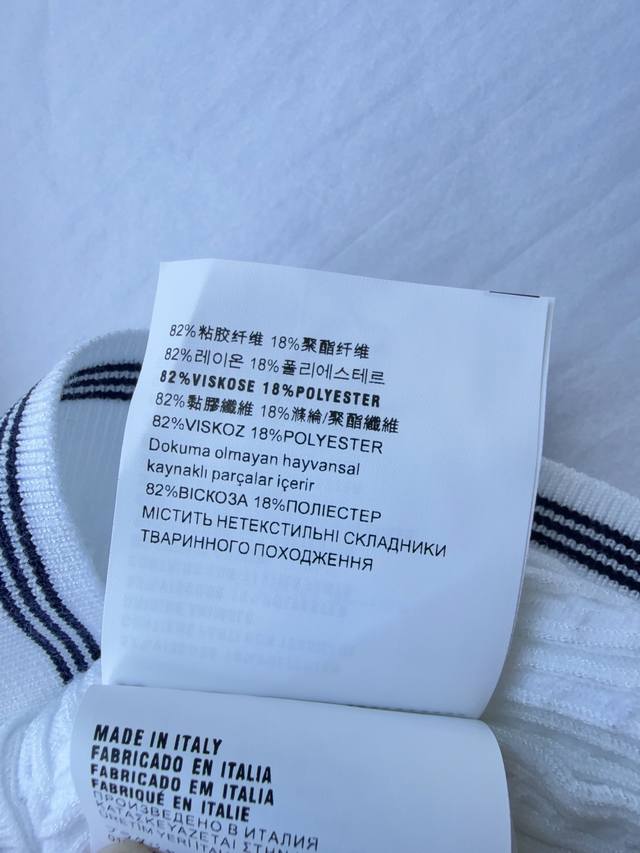 82%粘胶纤维 18%聚酯纤维
82%레이온 18%폴리에스테르
82%VISKOSE 18%POLYESTER
82%黏膠纖維 18%滌綸/聚酯纖維
82%VISKOZ 18%POLYESTER
Dokuma olmayan hayvansal
kaynaklı parçalar içerir
82%ВІСКОЗА 18%ПОЛІЕСТЕР
МІСТИТЬ НЕТЕКСТИЛЬНІ СКЛАДНИКИ
ТВАРИННОГО ПОХОДЖЕННЯ
MADE IN ITALY
FABRICADO EN ITALIA
FABRICADO EM ITALIA
FABRIQUÉ EN ITALIE
ПРОИЗВЕДЕНО В ИТАЛИЯ